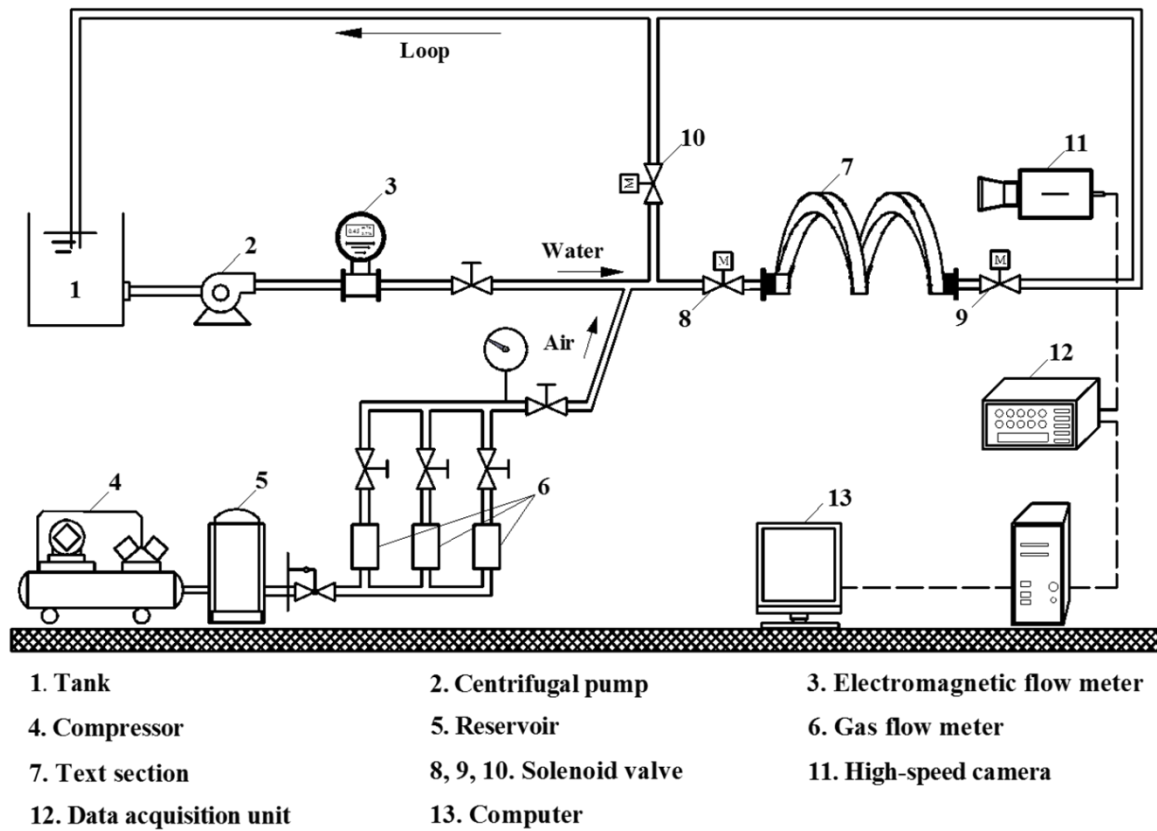 Loop
10
11
7
3
M
2
Water
M
M
1
8
9
Air
12
4
5
6
13
1. Tank
2. Centrifugal pump
3. Electromagnetic flow meter
4. Compressor
5. Reservoir
6. Gas flow meter
7. Text section
8, 9, 10. Solenoid valve
11. High-speed camera
12. Data acquisition unit
13. Computer